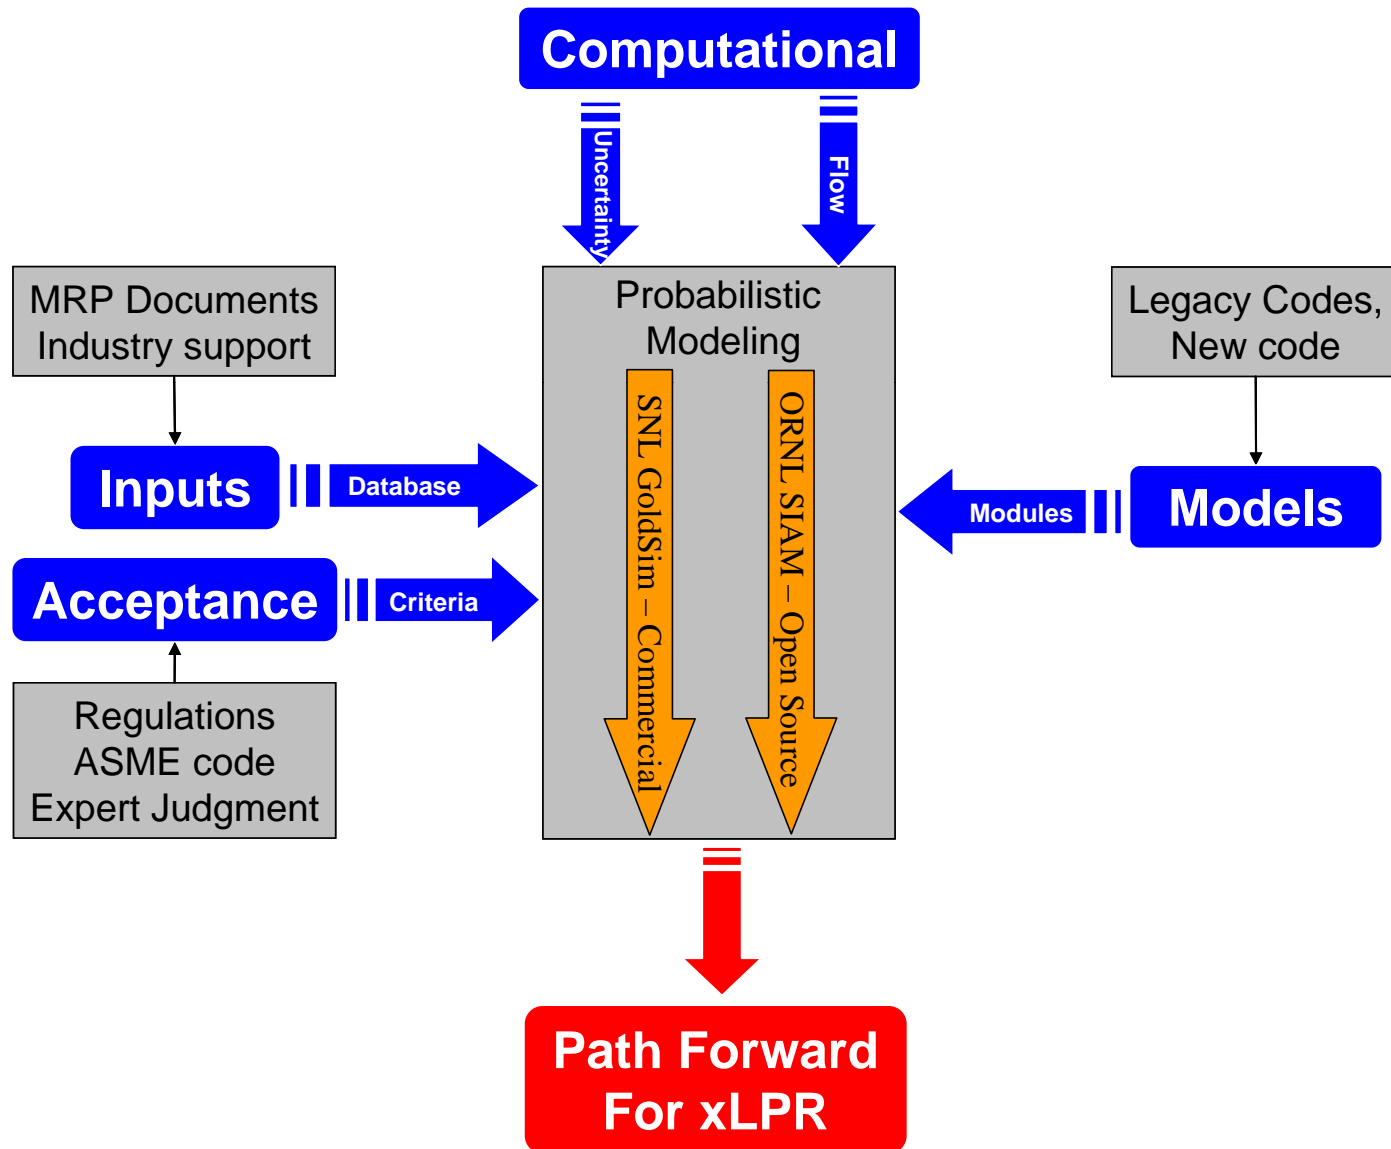 Computational
Uncertainty
Flow
MRP Documents
Industry support
Probabilistic
Modeling
Legacy Codes,
New code
SNL GoldSim – Commercial
ORNL SIAM – Open Source
Inputs
Database
Modules
Models
Acceptance
Criteria
Regulations
ASME code
Expert Judgment
Path Forward
For xLPR